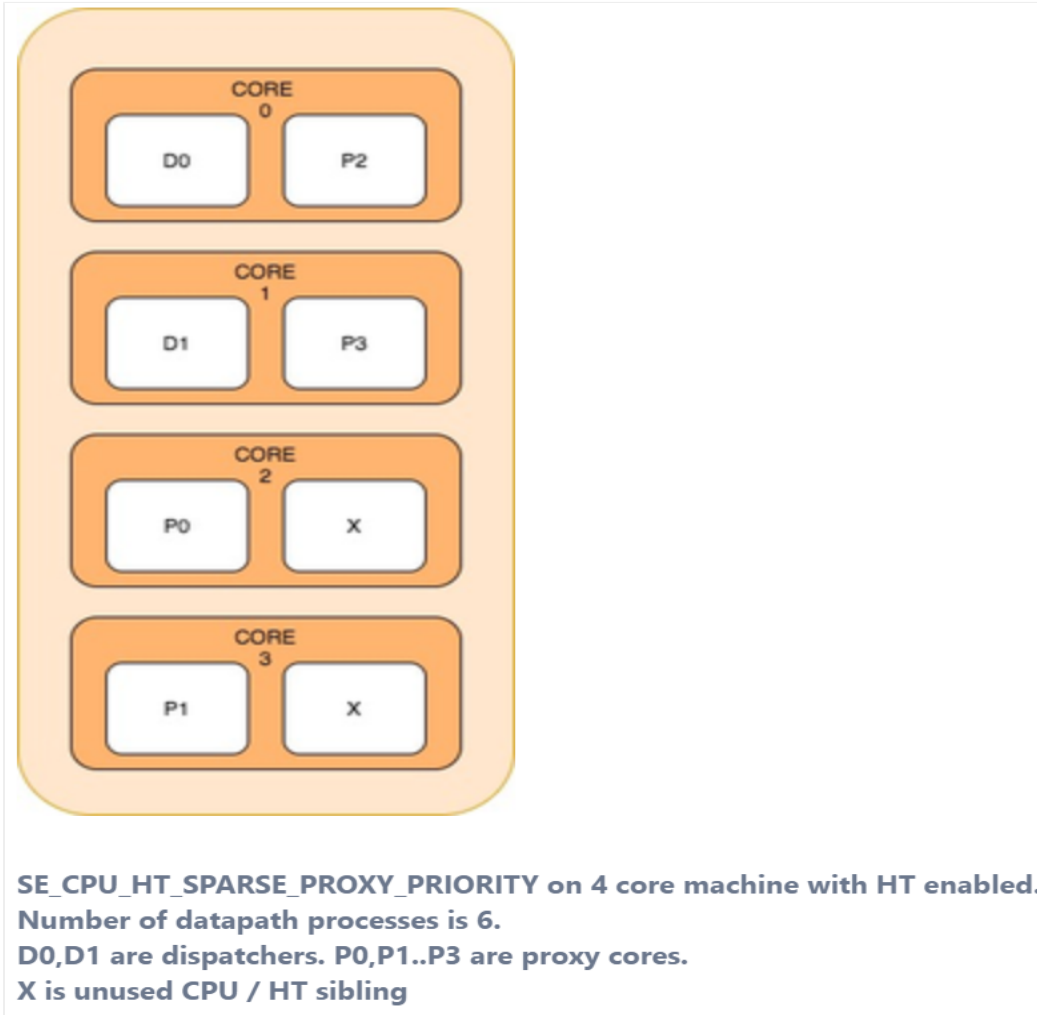 CORE
0
D0 P2
CORE
1
D1 P3
CORE
2
P0 X
CORE
3
P1 X
SE_CPU_HT_SPARSE_PROXY_PRIORITY on 4 core machine with HT enabled.
Number of datapath processes is 6.
D0,D1 are dispatchers. P0,P1..P3 are proxy cores.
X is unused CPU / HT sibling